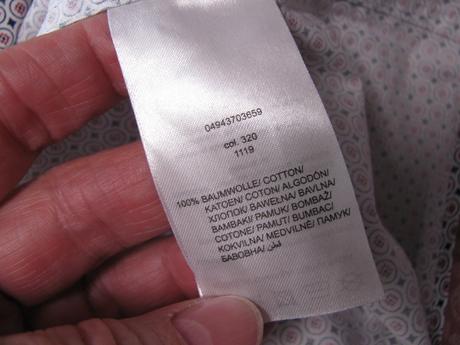 04943703659
col. 320
1119
100% BAUMWOLLE/ COTTON/
KATOEN/ COTON/ ALGODÓN/
ХЛОПОК/ BAWEŁNA/ BAVLNA/
BAMBAKI/ PAMUK/ BOMBAŽ/
COTONE/ PAMUT/ BUMBAC/
KOKVILNA/ MEDVILNĖ/ ПАМУК/
БАВОВНА/ قطن/